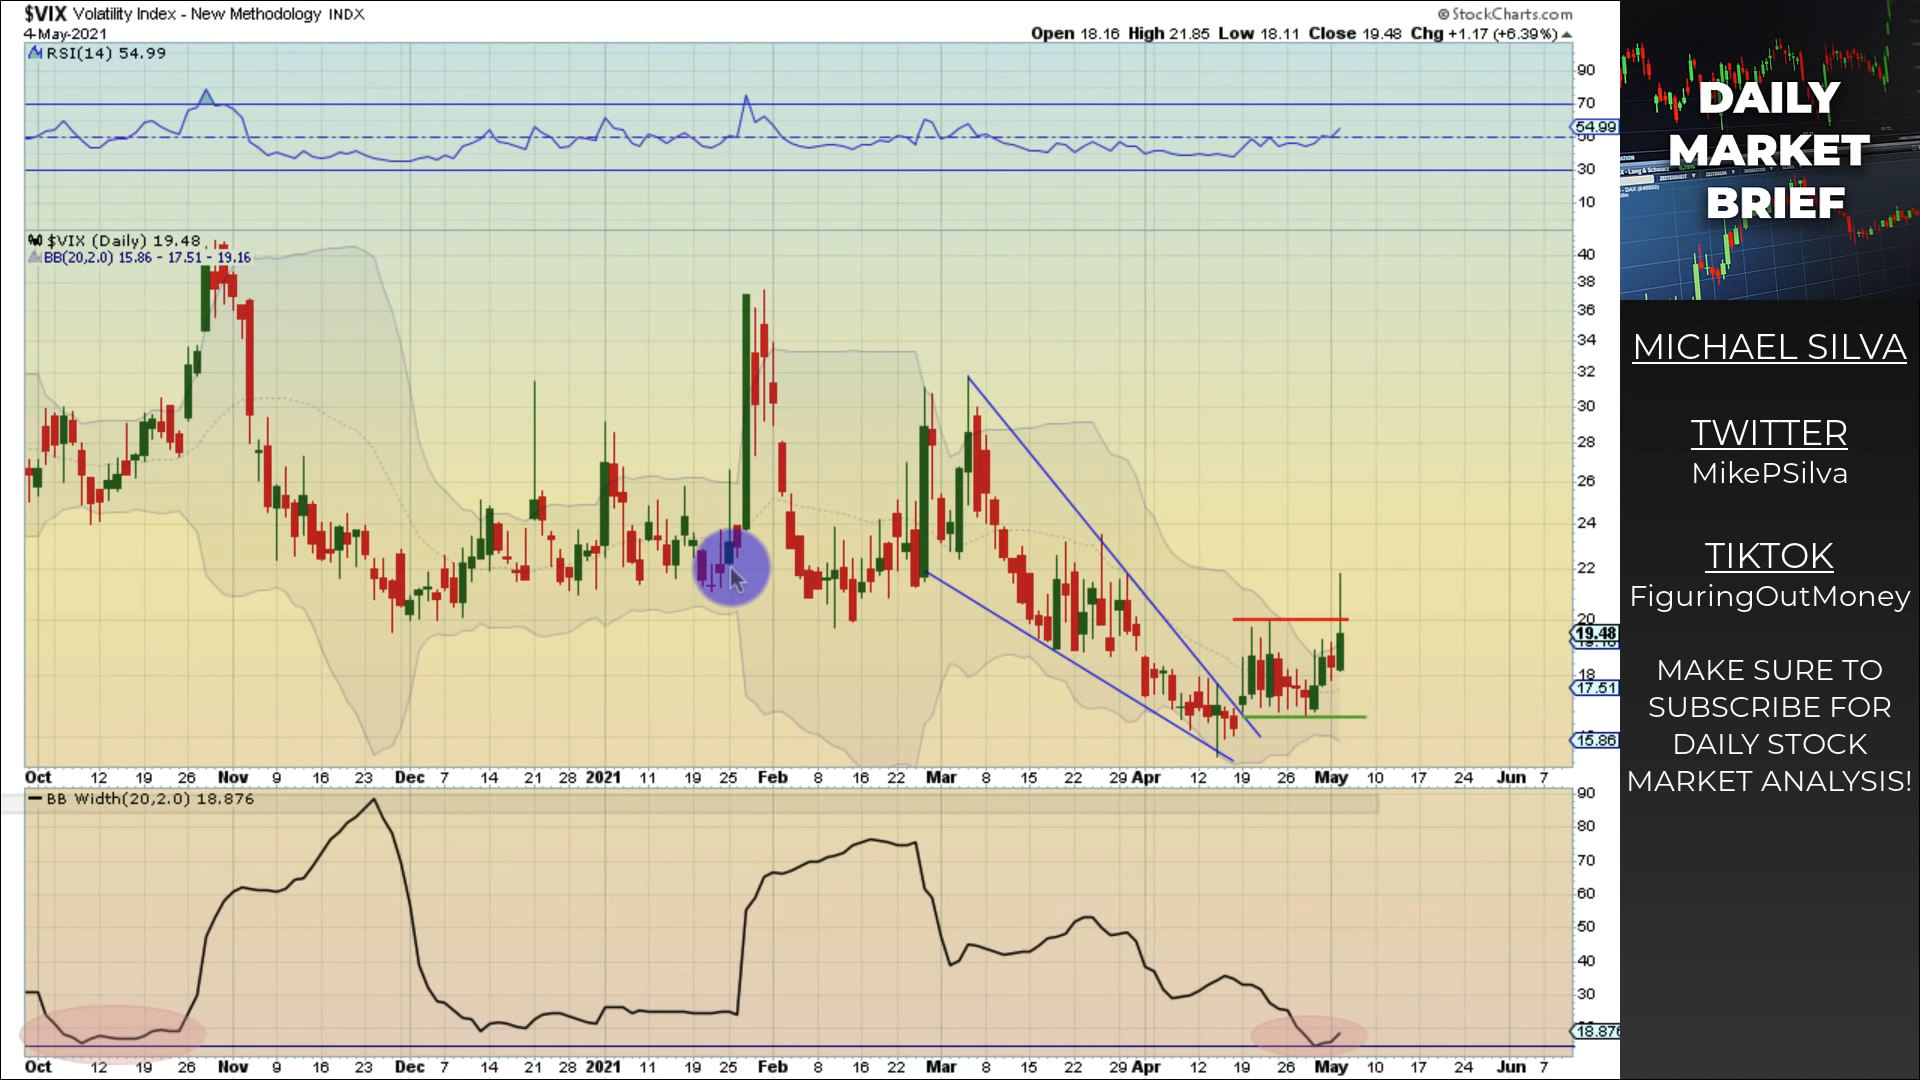 $VIX Volatility Index - New Methodology INDX
© StockCharts.com
4-May-2021
Open 18.16 High 21.85 Low 18.11 Close 19.48 Chg +1.17 (+6.39%)
RSI(14) 54.99
90
70
54.99
50
30
10
$VIX (Daily) 19.48
BB(20,2.0) 15.86 - 17.51 - 19.16
40
38
36
34
32
30
28
26
24
22
20
19.48
18
17.51
15.86
Oct 12 19 26 Nov 9 16 23 Dec 7 14 21 28 2021 11 19 25 Feb 8 16 22 Mar 8 15 22 29 Apr 12 19 26 May 10 17 24 Jun 7
BB Width(20,2.0) 18.876
90
80
70
60
50
40
30
18.876
Oct 12 19 26 Nov 9 16 23 Dec 7 14 21 28 2021 11 19 25 Feb 8 16 22 Mar 8 15 22 29 Apr 12 19 26 May 10 17 24 Jun 7
DAILY
MARKET
BRIEF
MICHAEL SILVA
TWITTER
MikePSilva
TIKTOK
FiguringOutMoney
MAKE SURE TO
SUBSCRIBE FOR
DAILY STOCK
MARKET ANALYSIS!